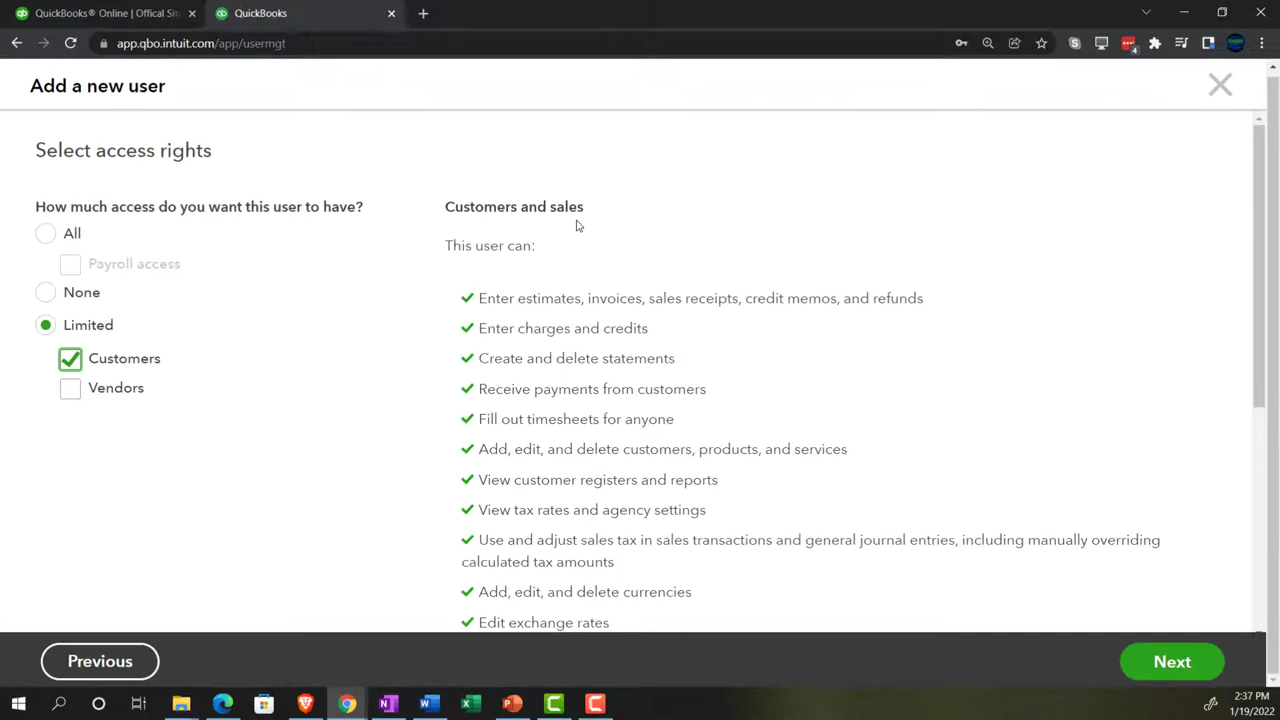 QuickBooks® Online | Offical Sit
QuickBooks
app.qbo.intuit.com/app/usermgt
4
Add a new user
Select access rights
How much access do you want this user to have?
All
Payroll access
None
Limited
Customers
Vendors
Customers and sales
This user can:
Enter estimates, invoices, sales receipts, credit memos, and refunds
Enter charges and credits
Create and delete statements
Receive payments from customers
Fill out timesheets for anyone
Add, edit, and delete customers, products, and services
View customer registers and reports
View tax rates and agency settings
Use and adjust sales tax in sales transactions and general journal entries, including manually overriding
calculated tax amounts
Add, edit, and delete currencies
Edit exchange rates
Previous
Next
2:37 PM
1/19/2022